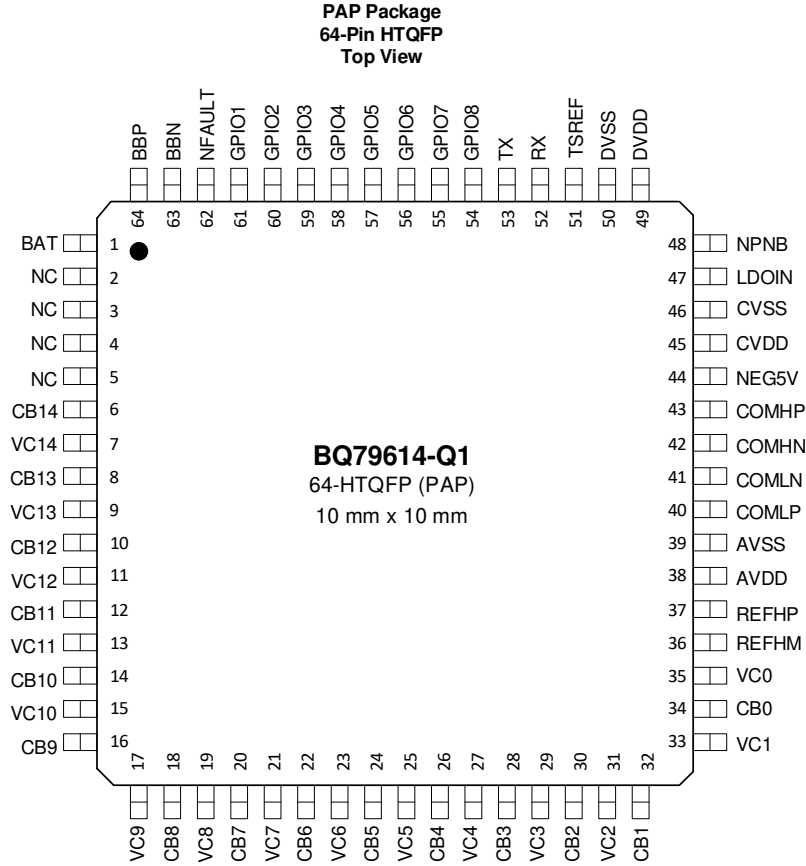 PAP Package
64-Pin HTQFP
Top View
BBP
BBN
NFAULT
GPIO1
GPIO2
GPIO3
GPIO4
GPIO5
GPIO6
GPIO7
GPIO8
TX
RX
TSREF
DVSS
DVDD
64
63
62
61
60
59
58
57
56
55
54
53
52
51
50
49
BAT 1
NC 2
NC 3
NC 4
NC 5
CB14 6
VC14 7
CB13 8
VC13 9
CB12 10
VC12 11
CB11 12
VC11 13
CB10 14
VC10 15
CB9 16
BQ79614-Q1
64-HTQFP (PAP)
10 mm x 10 mm
48 NPNB
47 LDOIN
46 CVSS
45 CVDD
44 NEG5V
43 COMHP
42 COMHN
41 COMLN
40 COMLP
39 AVSS
38 AVDD
37 REFHP
36 REFHM
35 VC0
34 CB0
33 VC1
17
18
19
20
21
22
23
24
25
26
27
28
29
30
31
32
VC9
CB8
VC8
CB7
VC7
CB6
VC6
CB5
VC5
CB4
VC4
CB3
VC3
CB2
VC2
CB1